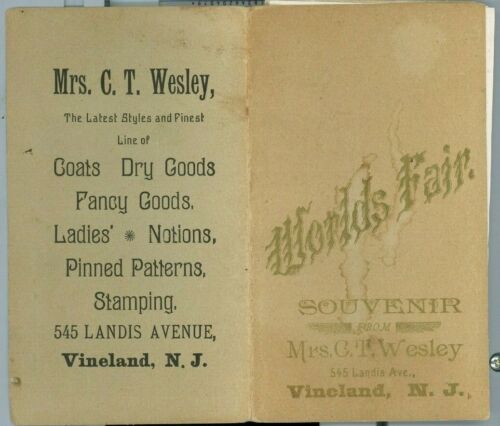 Mrs. C. T. Wesley,
The Latest Styles and Finest
Line of
Coats Dry Goods
Fancy Goods.
Ladies' * Notions,
Pinned Patterns,
Stamping.
545 LANDIS AVENUE,
Vineland, N. J.
Worlds Fair.
SOUVENIR
FROM
Mrs. C. T. Wesley
545 Landis Ave.,
Vineland, N. J.